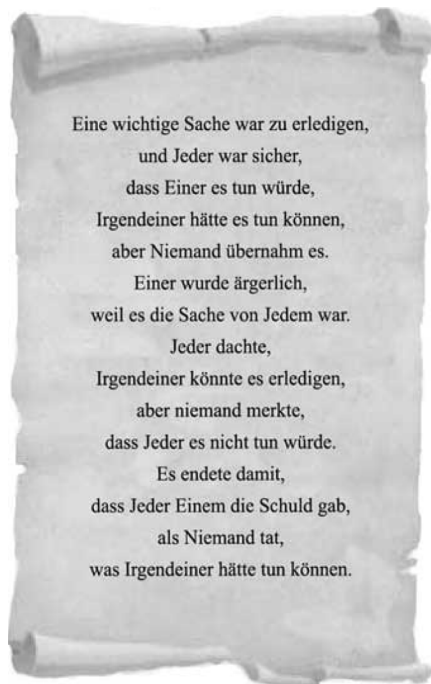 Eine wichtige Sache war zu erledigen,
und Jeder war sicher,
dass Einer es tun würde,
Irgendeiner hätte es tun können,
aber Niemand übernahm es.
Einer wurde ärgerlich,
weil es die Sache von Jedem war.
Jeder dachte,
Irgendeiner könnte es erledigen,
aber niemand merkte,
dass Jeder es nicht tun würde.
Es endete damit,
dass Jeder Einem die Schuld gab,
als Niemand tat,
was Irgendeiner hätte tun können.